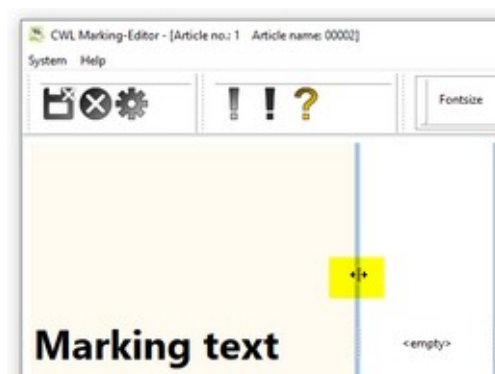 CWL Marking-Editor - [Article no.: 1 Article name: 00002]
System Help
Fontsize
Marking text
<empty>